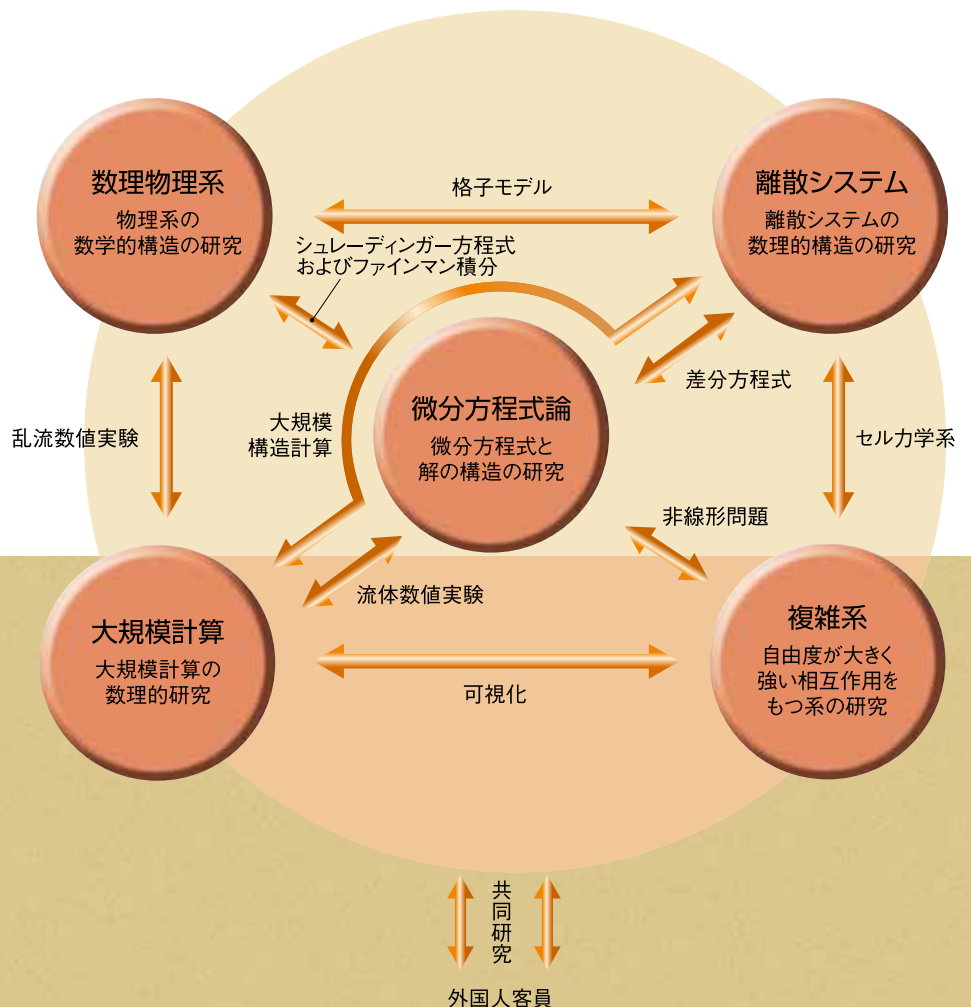 数理物理系
物理系の
数学的構造の研究
格子モデル
離散システム
離散システムの
数理的構造の研究
シュレーディンガー方程式
およびファインマン積分
差分方程式
大規模
構造計算
微分方程式論
微分方程式と
解の構造の研究
乱流数値実験
セル力学系
非線形問題
流体数値実験
大規模計算
大規模計算の
数理的研究
可視化
複雑系
自由度が大きく
強い相互作用を
もつ系の研究
共同研究
外国人客員